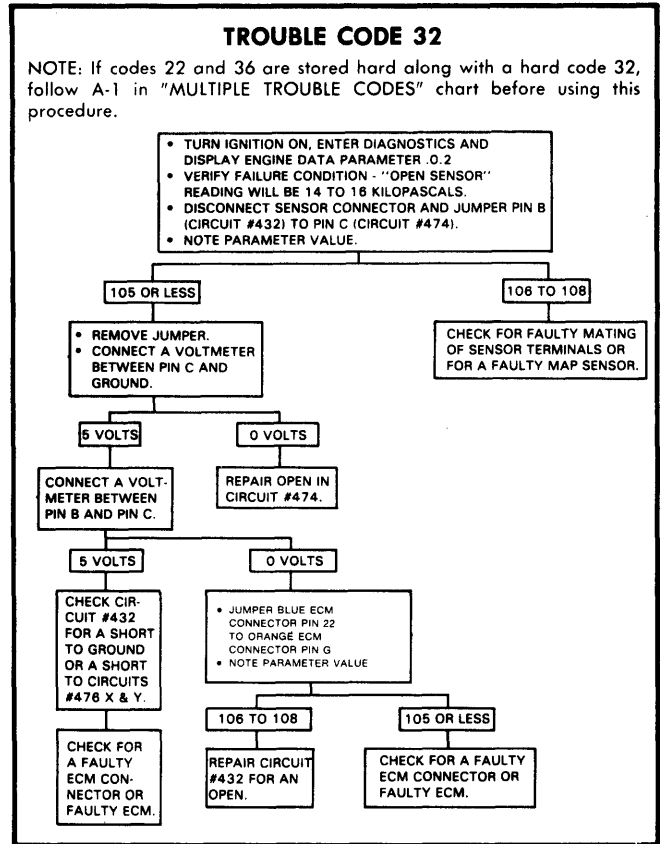 TROUBLE CODE 32
NOTE: If codes 22 and 36 are stored hard along with a hard code 32,
follow A-1 in "MULTIPLE TROUBLE CODES" chart before using this
procedure.
• TURN IGNITION ON, ENTER DIAGNOSTICS AND
DISPLAY ENGINE DATA PARAMETER .0.2
• VERIFY FAILURE CONDITION - "OPEN SENSOR"
READING WILL BE 14 TO 16 KILOPASCALS.
• DISCONNECT SENSOR CONNECTOR AND JUMPER PIN B
(CIRCUIT #432) TO PIN C (CIRCUIT #474).
• NOTE PARAMETER VALUE.
105 OR LESS
106 TO 108
• REMOVE JUMPER.
• CONNECT A VOLTMETER
BETWEEN PIN C AND
GROUND.
CHECK FOR FAULTY MATING
OF SENSOR TERMINALS OR
FOR A FAULTY MAP SENSOR.
5 VOLTS
0 VOLTS
CONNECT A VOLT-
METER BETWEEN
PIN B AND PIN C.
REPAIR OPEN IN
CIRCUIT #474.
5 VOLTS
0 VOLTS
CHECK CIR-
CUIT #432
FOR A SHORT
TO GROUND
OR A SHORT
TO CIRCUITS
#476 X & Y.
• JUMPER BLUE ECM
CONNECTOR PIN 22
TO ORANGE ECM
CONNECTOR PIN G
• NOTE PARAMETER VALUE
106 TO 108
105 OR LESS
CHECK FOR
A FAULTY
ECM CON-
NECTOR OR
FAULTY ECM.
REPAIR CIRCUIT
#432 FOR AN
OPEN.
CHECK FOR A FAULTY
ECM CONNECTOR OR
FAULTY ECM.